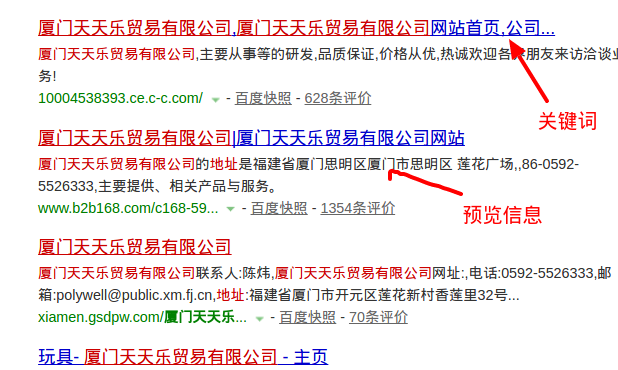 厦门天天乐贸易有限公司,厦门天天乐贸易有限公司网站首页,公司...
厦门天天乐贸易有限公司,主要从事等的研发,品质保证,价格从优,热诚欢迎各 朋友来访洽谈业
务!
10004538393.ce.c-c.com/ - 百度快照 - 628条评价
关键词
厦门天天乐贸易有限公司|厦门天天乐贸易有限公司网站
厦门天天乐贸易有限公司的地址是福建省厦门思明区厦门市思明区 莲花广场,,86-0592-
5526333,主要提供、相关产品与服务。
www.b2b168.com/c168-59... - 百度快照 - 1354条评价
预览信息
厦门天天乐贸易有限公司
厦门天天乐贸易有限公司联系人:陈炜,厦门天天乐贸易有限公司网址:,电话:0592-5526333,邮
箱:polywell@public.xm.fj.cn,地址:福建省厦门市开元区莲花新村香莲里32号...
xiamen.gsdpw.com/厦门天天乐... - 百度快照 - 70条评价
玩具- 厦门天天乐贸易有限公司 - 主页